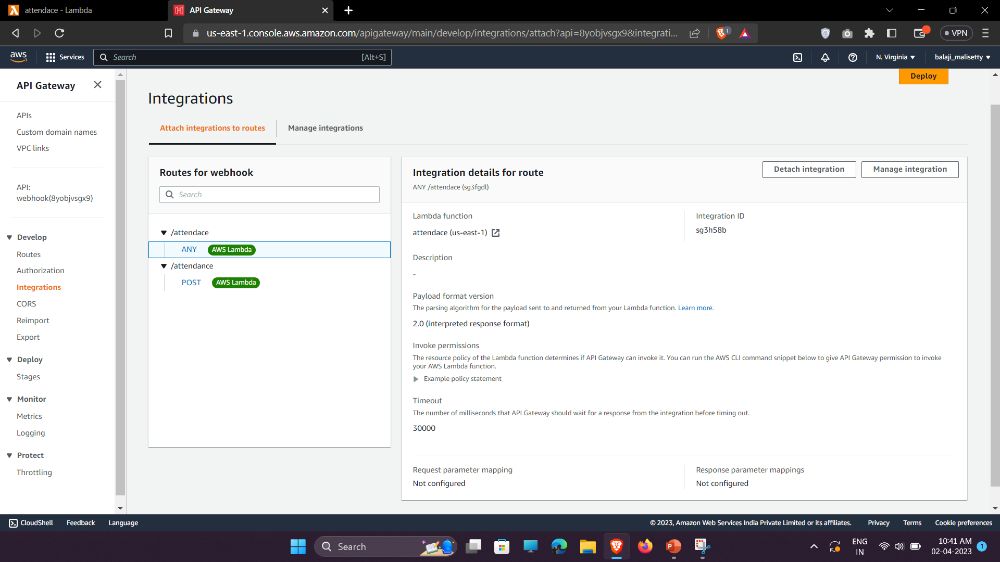 attendace - Lambda
API Gateway
us-east-1.console.aws.amazon.com/apigateway/main/develop/integrations/attach?api=8yobjvsgx9&integrati...
1
VPN
aws
Services
Search
[Alt+S]
N. Virginia
balaji_malisetty
API Gateway
APIs
Custom domain names
VPC links
API:
webhook(8yobjvsgx9)
Develop
Routes
Authorization
Integrations
CORS
Reimport
Export
Deploy
Stages
Monitor
Metrics
Logging
Protect
Throttling
Deploy
Integrations
Attach integrations to routes
Manage integrations
Routes for webhook
Search
/attendace
ANY AWS Lambda
/attendance
POST AWS Lambda
Integration details for route
ANY /attendace (sg3fgdl)
Detach integration
Manage integration
Lambda function
attendace (us-east-1)
Integration ID
sg3h58b
Description
-
Payload format version
The parsing algorithm for the payload sent to and returned from your Lambda function. Learn more.
2.0 (interpreted response format)
Invoke permissions
The resource policy of the Lambda function determines if API Gateway can invoke it. You can run the AWS CLI command snippet below to give API Gateway permission to invoke
your AWS Lambda function.
Example policy statement
Timeout
The number of milliseconds that API Gateway should wait for a response from the integration before timing out.
30000
Request parameter mapping
Not configured
Response parameter mappings
Not configured
CloudShell
Feedback
Language
© 2023, Amazon Web Services India Private Limited or its affiliates.
Privacy
Terms
Cookie preferences
Search
P
ENG
IN
10:41 AM
02-04-2023
1